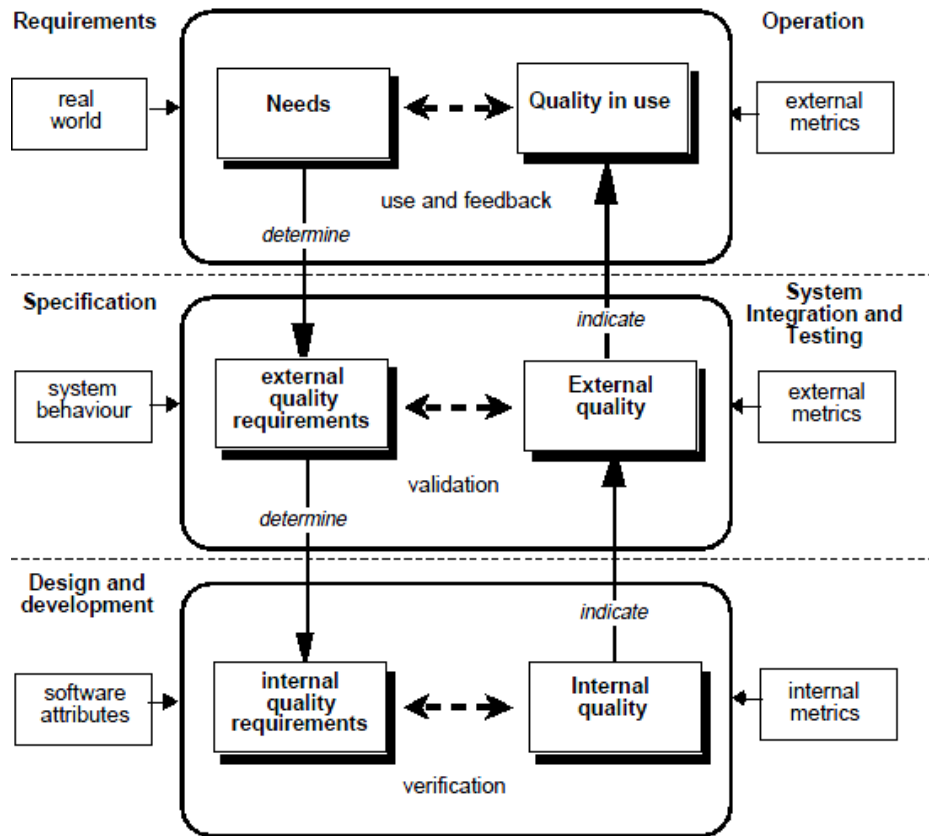 Requirements
Operation
real
world
Needs
Quality in use
external
metrics
use and feedback
determine
Specification
System
Integration and
Testing
indicate
system
behaviour
external
quality
requirements
External
quality
external
metrics
validation
determine
Design and
development
indicate
software
attributes
internal
quality
requirements
Internal
quality
internal
metrics
verification